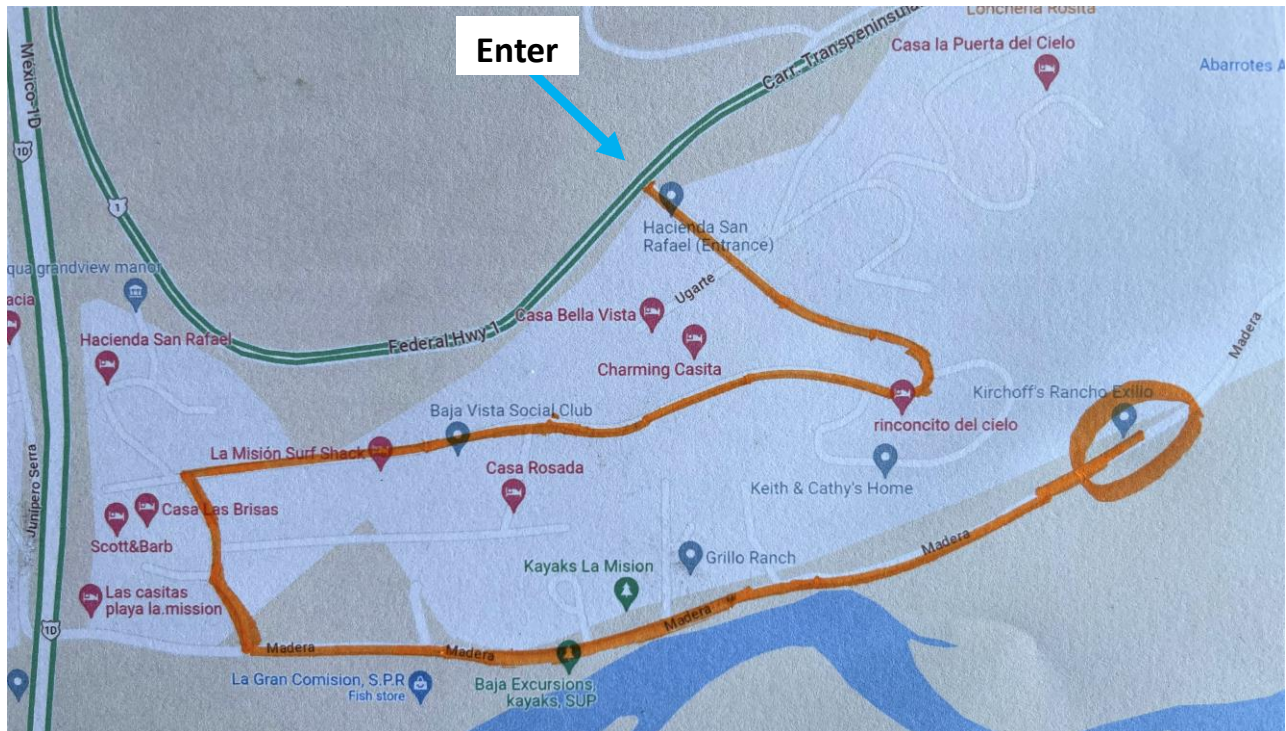 Enter
Carr. Transpeninsular
Lonchería Rosita
Casa la Puerta del Cielo
Abarrotes A
México-1 D
1D
1
Hacienda San
Rafael (Entrance)
qua grandview manor
acia
Ugarte
Casa Bella Vista
Federal Hwy 1
Hacienda San Rafael
Charming Casita
Madera
Kirchoff's Rancho Exilio
Baja Vista Social Club
rinconcito del cielo
La Misión Surf Shack
Casa Rosada
Keith & Cathy's Home
Junípero Serra
Casa Las Brisas
Scott&Barb
Madera
Grillo Ranch
Kayaks La Mision
Las casitas
playa la.mission
Madera
1D
Madera
Madera
La Gran Comision, S.P.R
Fish store
Baja Excursions,
kayaks, SUP